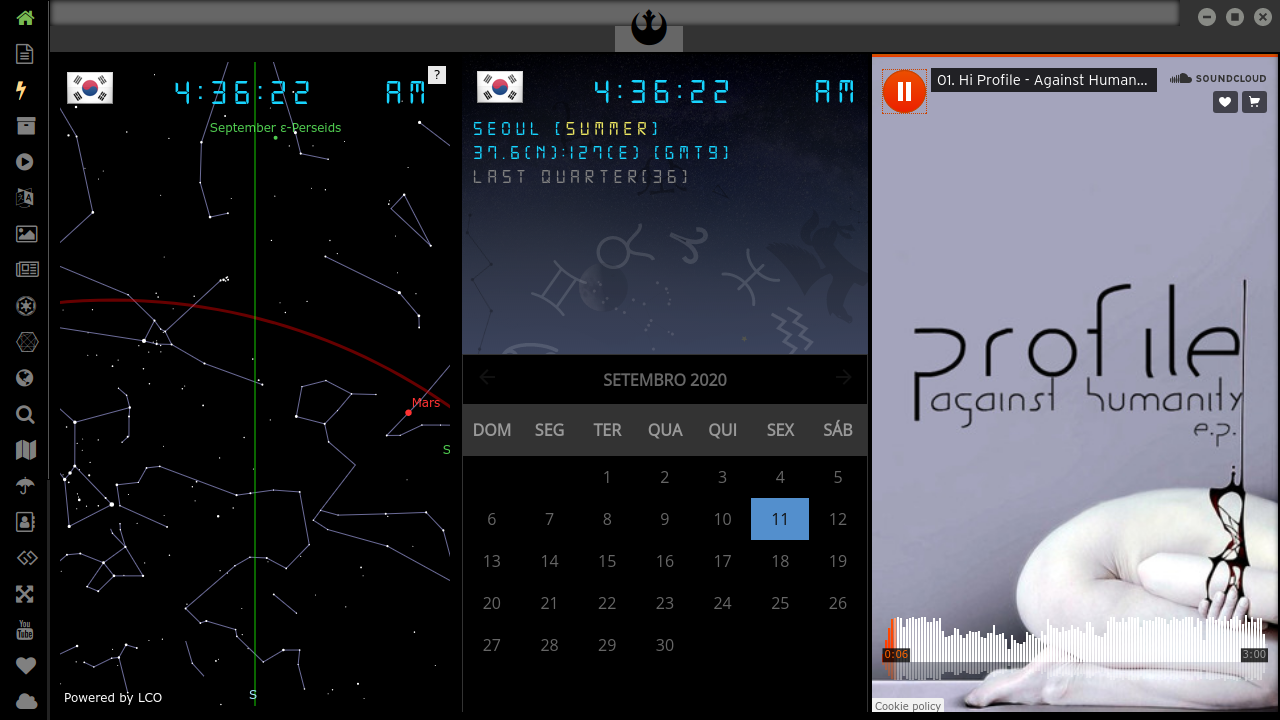 4:36:22 AM
?
September ε-Perseids
Mars
S
S
Powered by LCO
4:36:22 AM
SEOUL (SUMMER)
37.6(N):127(E) (GMT9)
LAST QUARTER(36)
SETEMBRO 2020
DOM SEG TER QUA QUI SEX SÁB
1 2 3 4 5
6 7 8 9 10 11 12
13 14 15 16 17 18 19
20 21 22 23 24 25 26
27 28 29 30
01. Hi Profile - Against Human...
SOUNDCLOUD
profile
against humanity
e.p.
0:06 3:00
Cookie policy
You
Tube